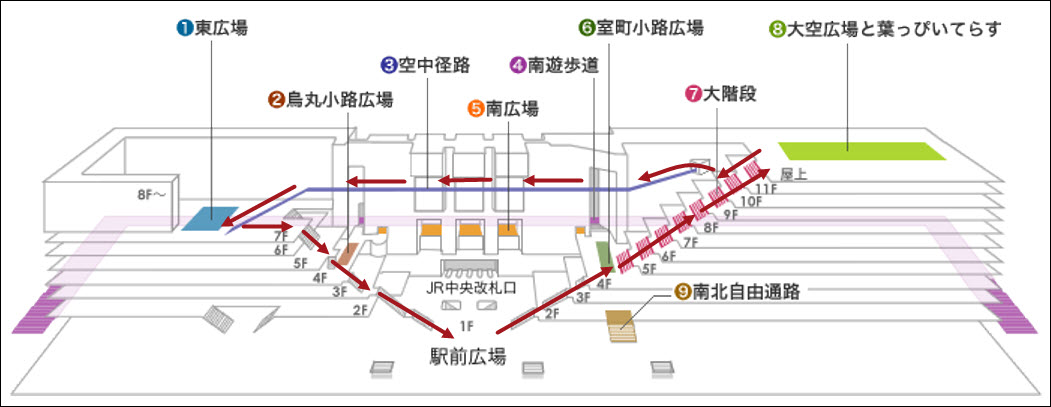 ❶東広場
❻室町小路広場
❽大空広場と葉っぴいてらす
❸空中径路
❹南遊歩道
❷烏丸小路広場
❺南広場
❼大階段
屋上
8F～
11F
10F
9F
8F
7F
6F
5F
4F
3F
2F
7F
6F
5F
4F
3F
2F
JR中央改札口
❾南北自由通路
1F
駅前広場